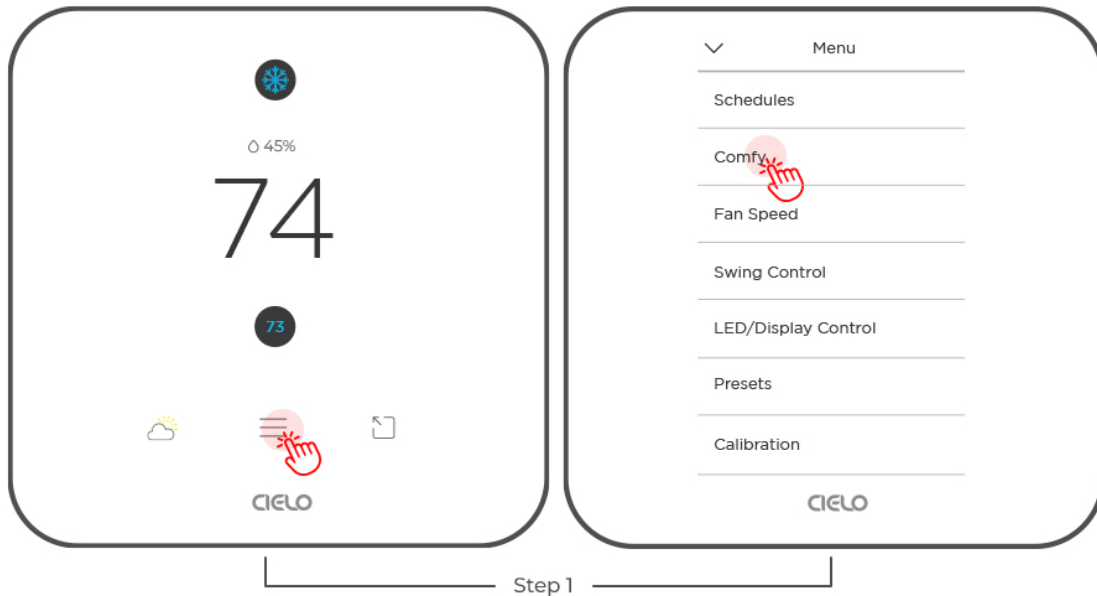 45%
74
73
CIELO
Menu
Schedules
Comfy
Fan Speed
Swing Control
LED/Display Control
Presets
Calibration
CIELO
Step 1